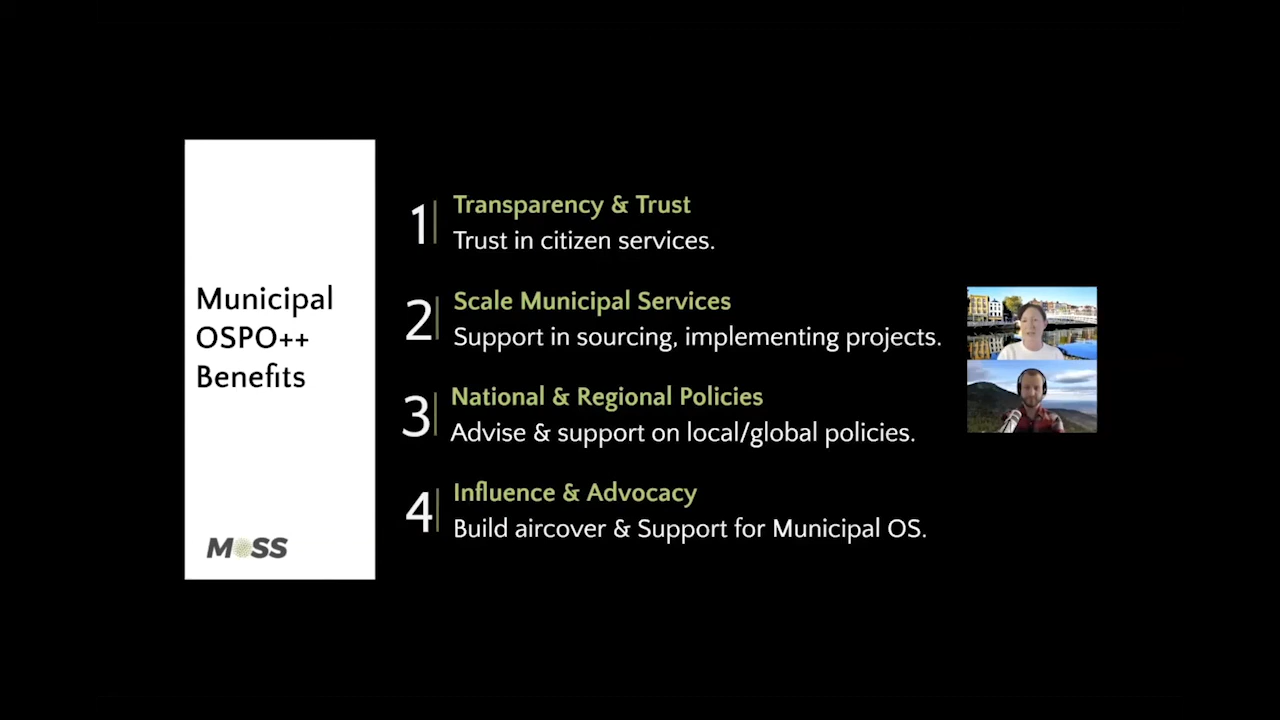 Municipal
OSPO++
Benefits
MOSS
1
Transparency & Trust
Trust in citizen services.
2
Scale Municipal Services
Support in sourcing, implementing projects.
3
National & Regional Policies
Advise & support on local/global policies.
4
Influence & Advocacy
Build aircover & Support for Municipal OS.